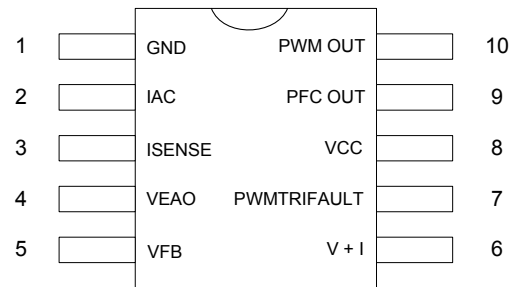 1 GND PWM OUT 10
2 IAC PFC OUT 9
3 ISENSE VCC 8
4 VEAO PWMTRIFAULT 7
5 VFB V + I 6